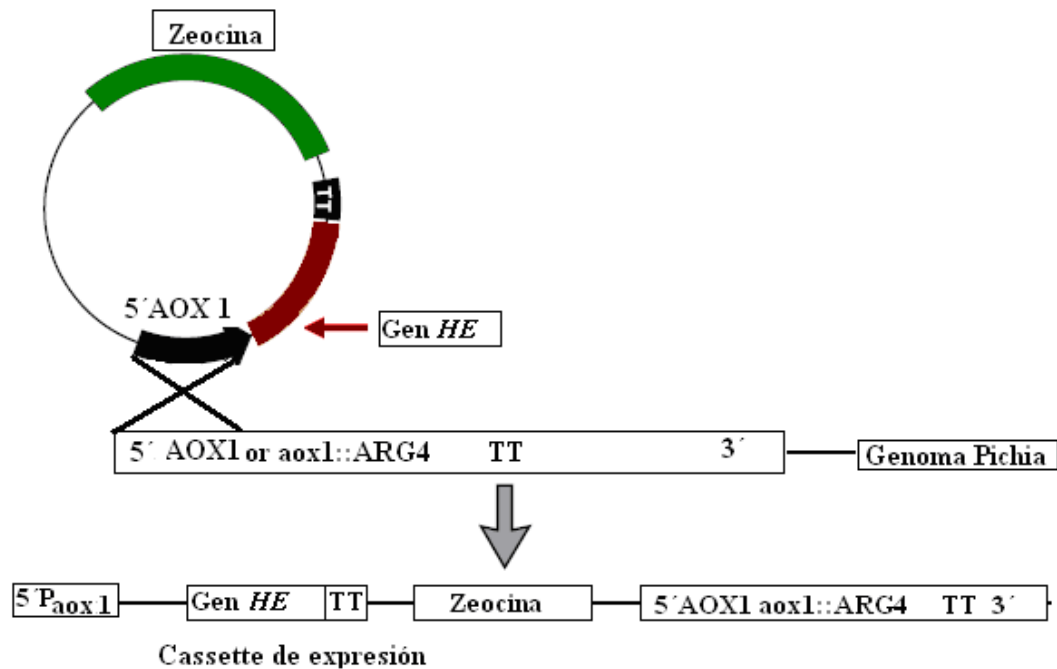 Zeocina
TT
5´AOX 1
Gen HE
5´ AOX1 or aox1::ARG4 TT 3´
Genoma Pichia
5´Paox 1
Gen HE
TT
Zeocina
5´AOX1 aox1::ARG4 TT 3´
Cassette de expresión